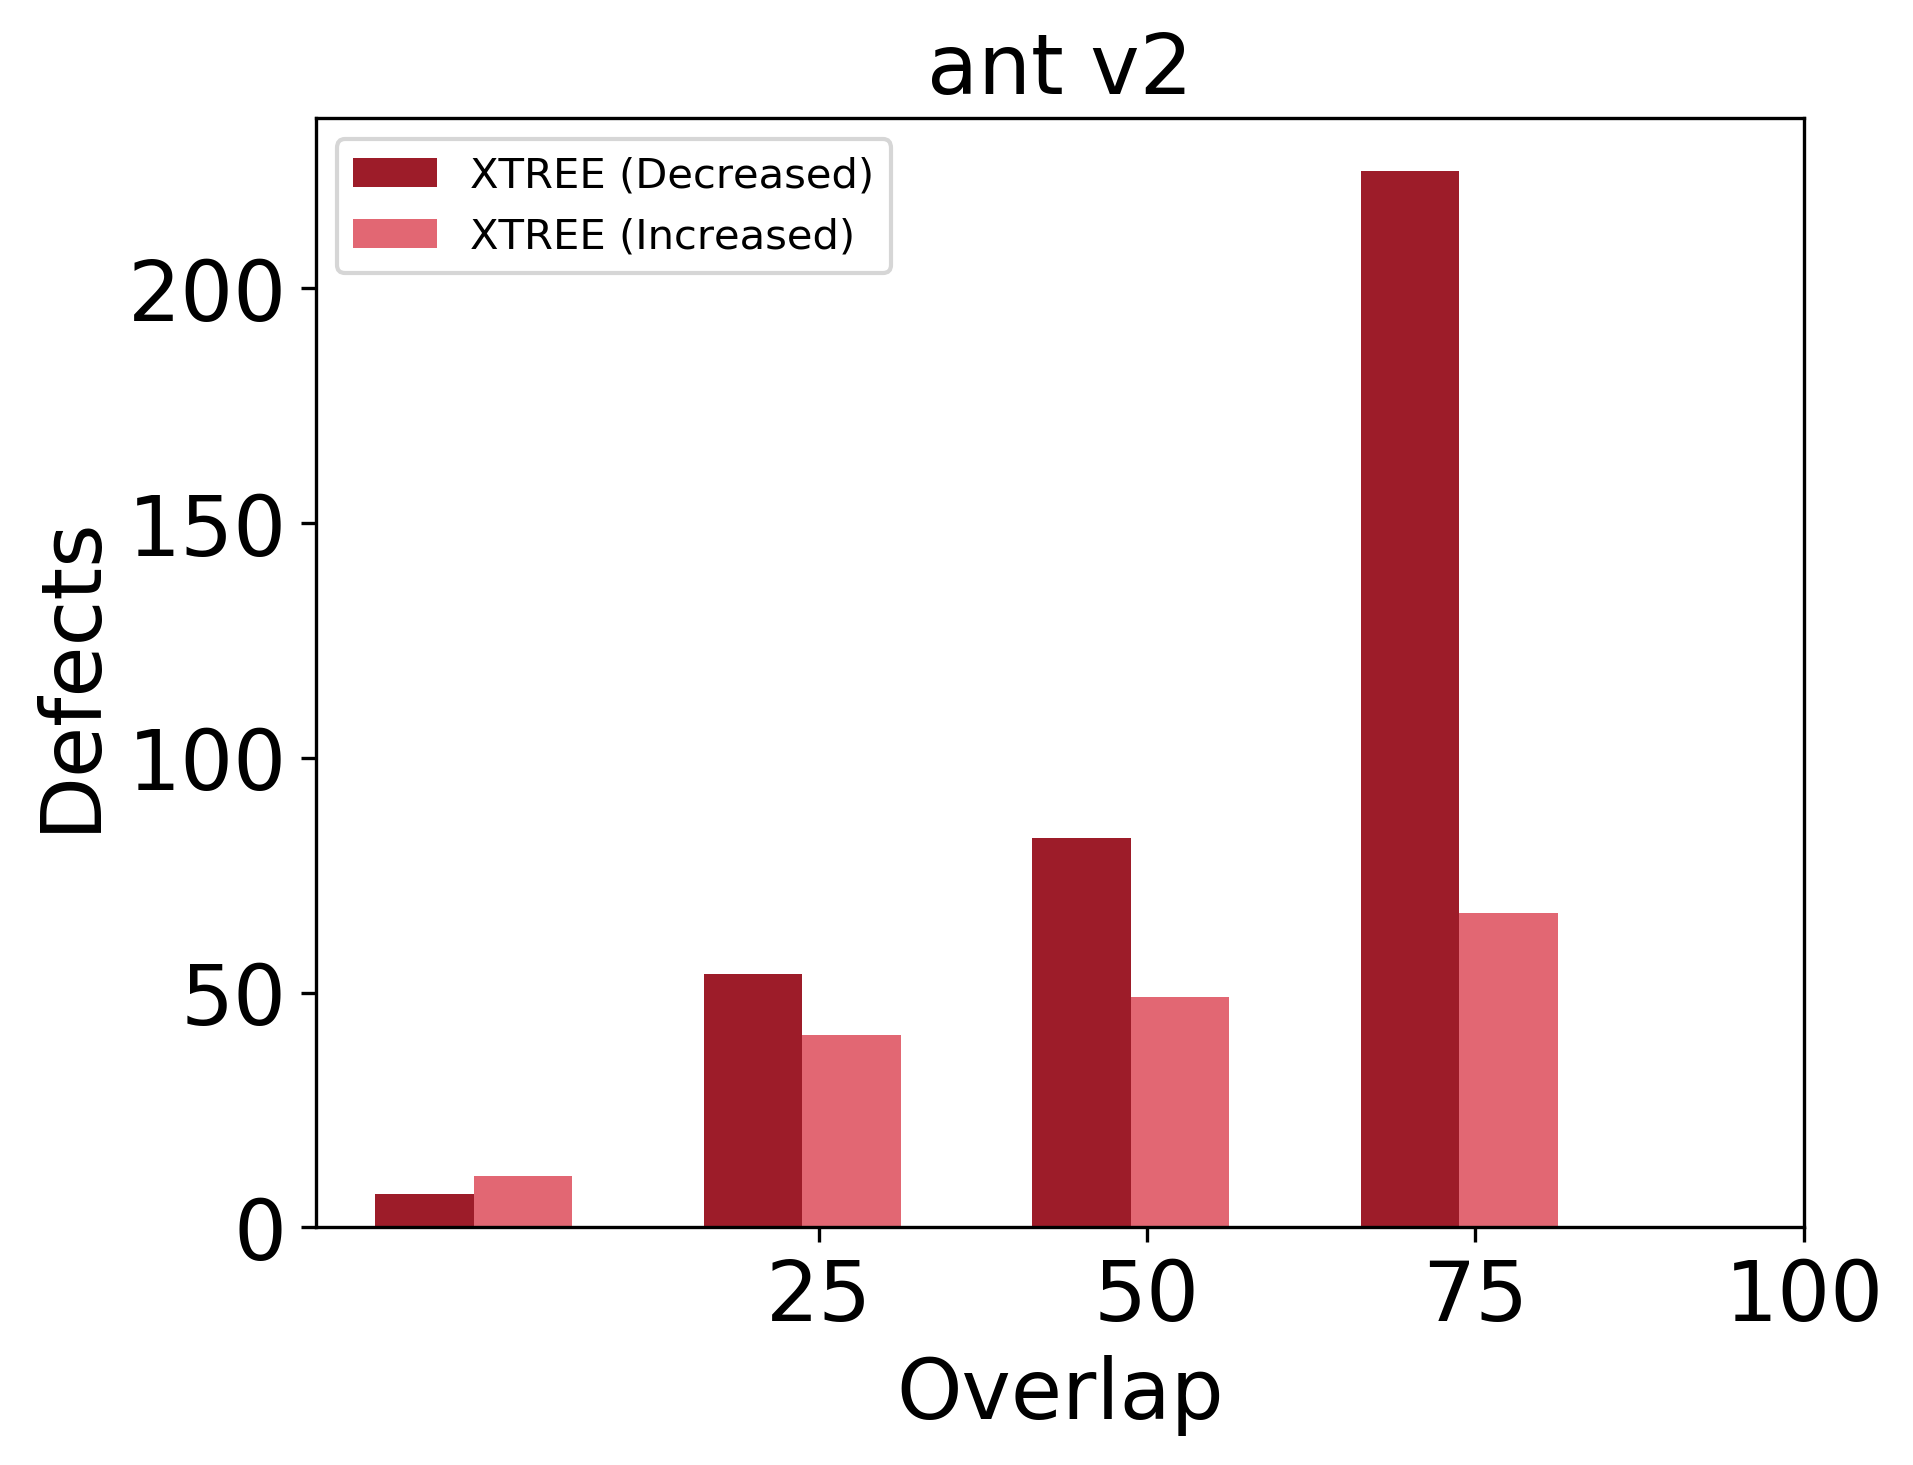 ant v2
XTREE (Decreased)
XTREE (Increased)
Defects
200
150
100
50
0
25 50 75 100
Overlap